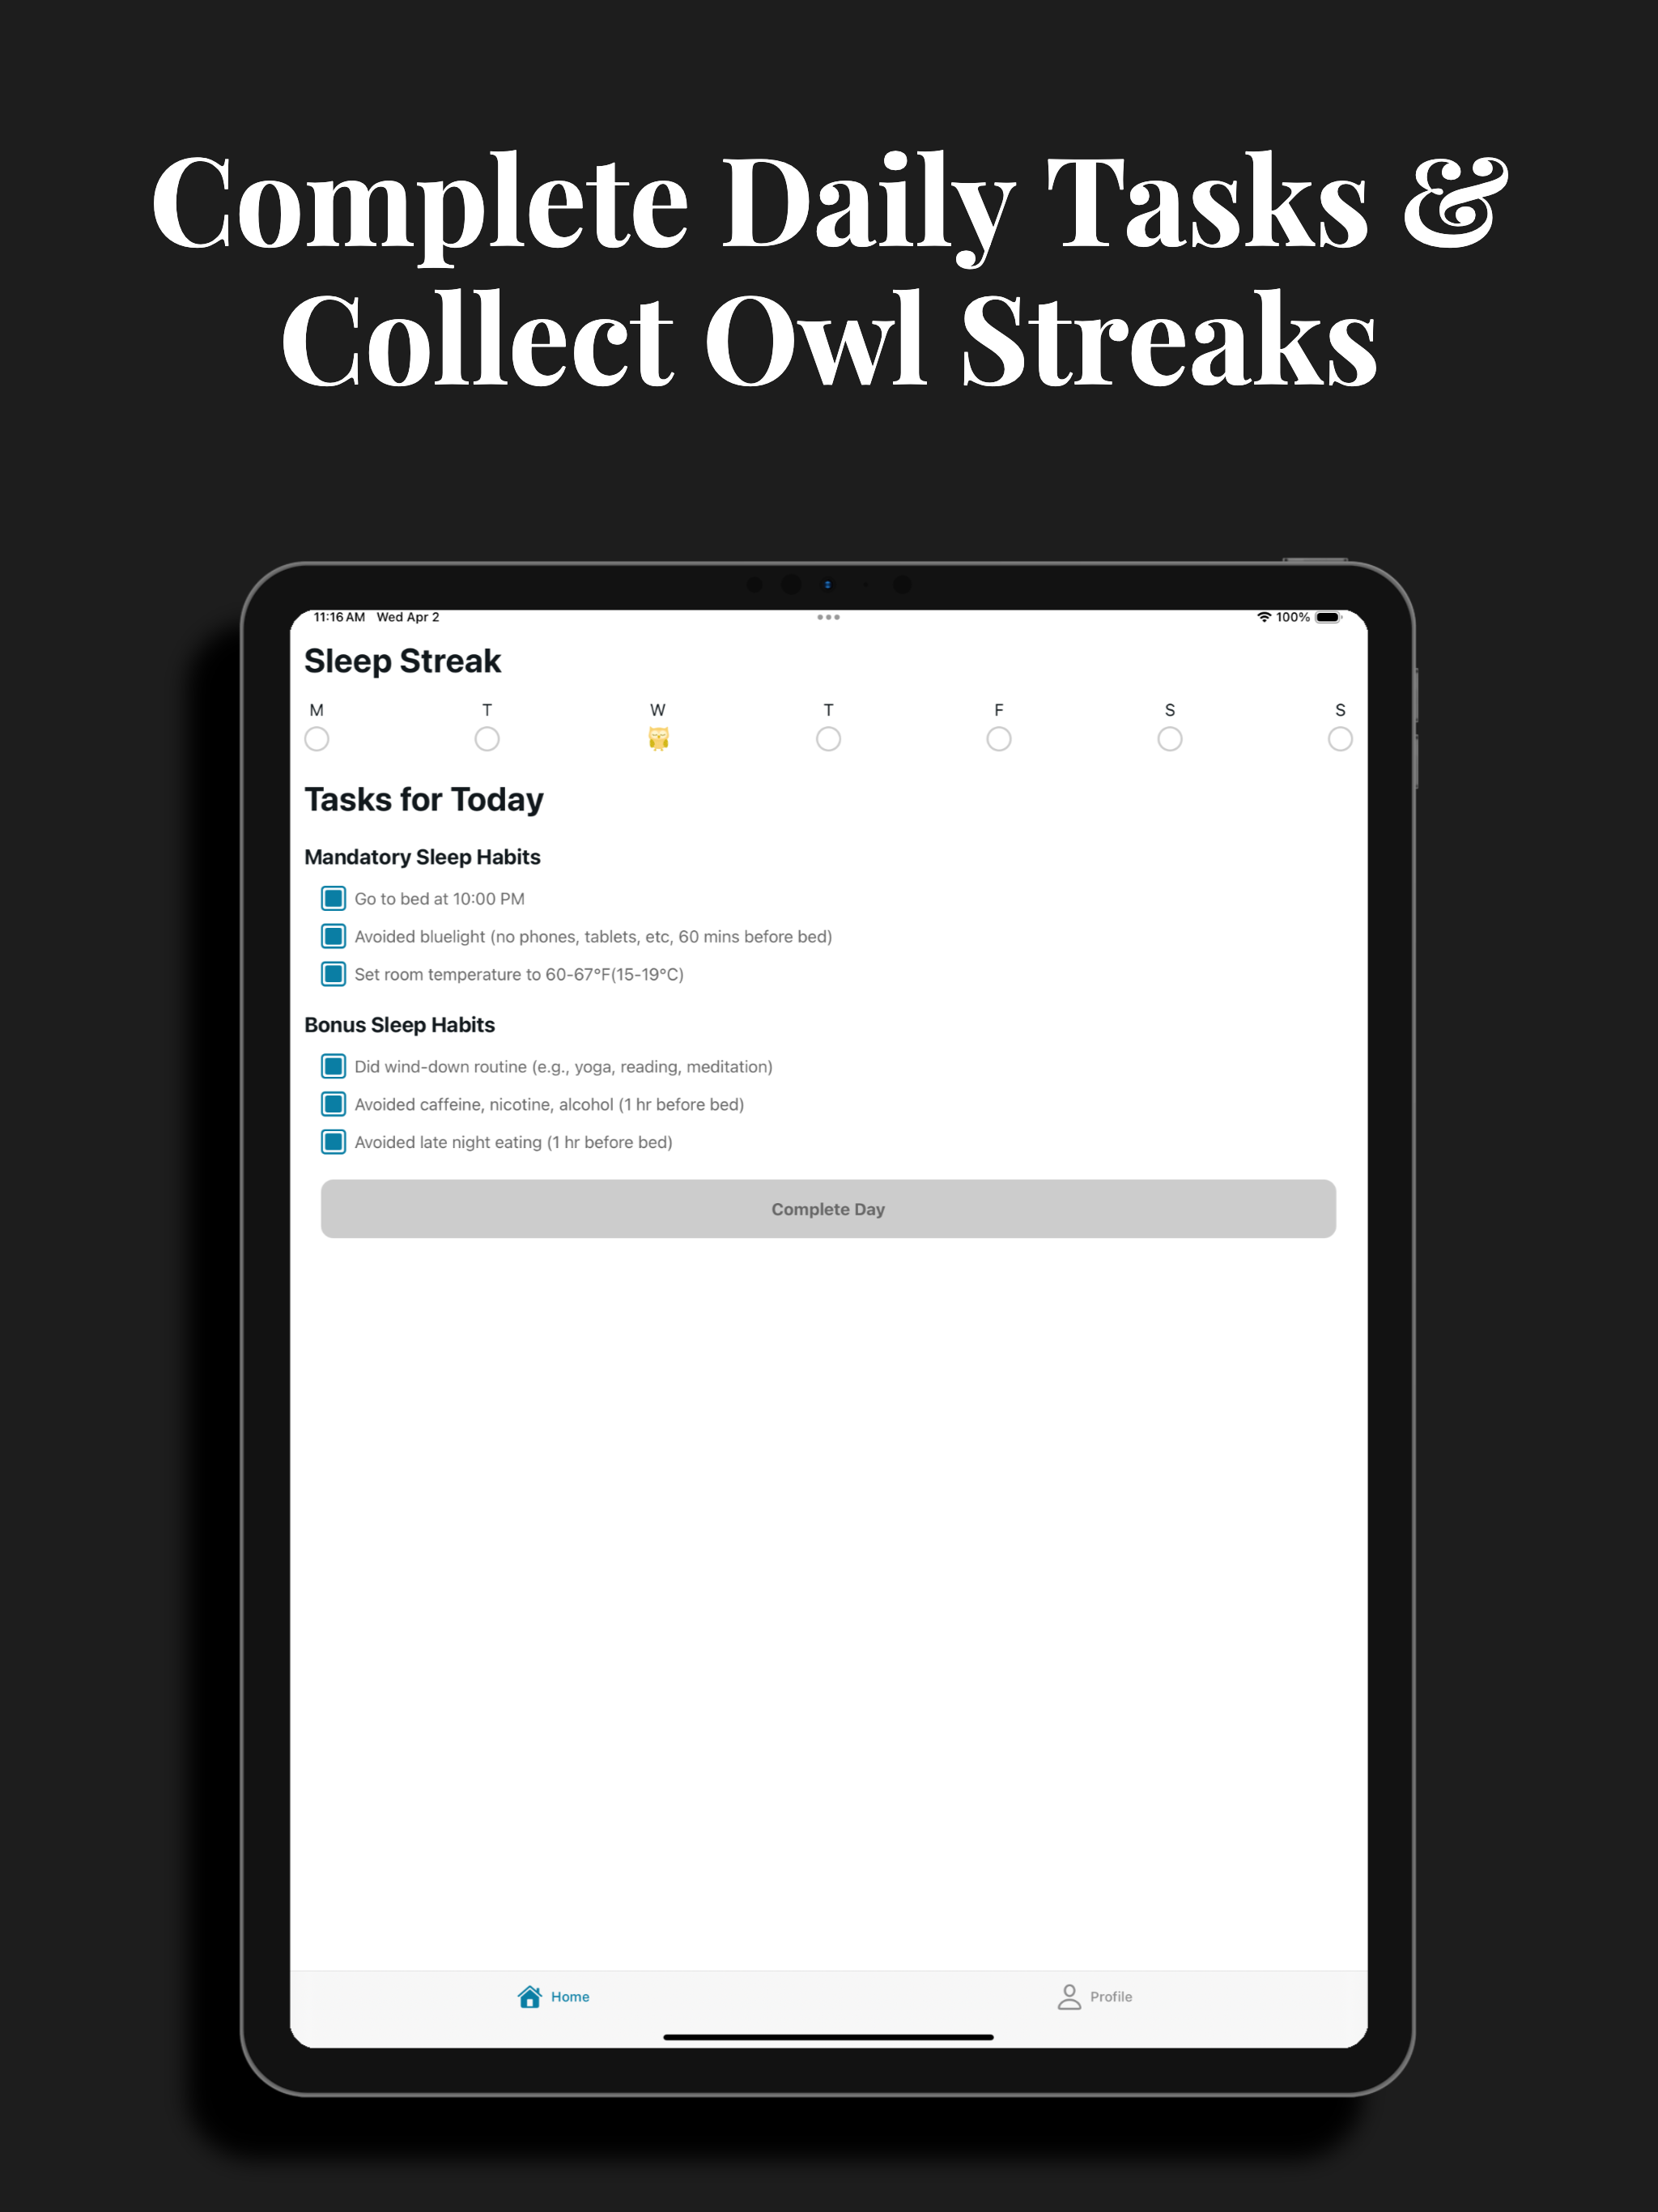 Complete Daily Tasks &
Collect Owl Streaks
11:16 AM Wed Apr 2
100%
Sleep Streak
M T W T F S S
Tasks for Today
Mandatory Sleep Habits
Go to bed at 10:00 PM
Avoided bluelight (no phones, tablets, etc, 60 mins before bed)
Set room temperature to 60-67°F(15-19°C)
Bonus Sleep Habits
Did wind-down routine (e.g., yoga, reading, meditation)
Avoided caffeine, nicotine, alcohol (1 hr before bed)
Avoided late night eating (1 hr before bed)
Complete Day
Home Profile